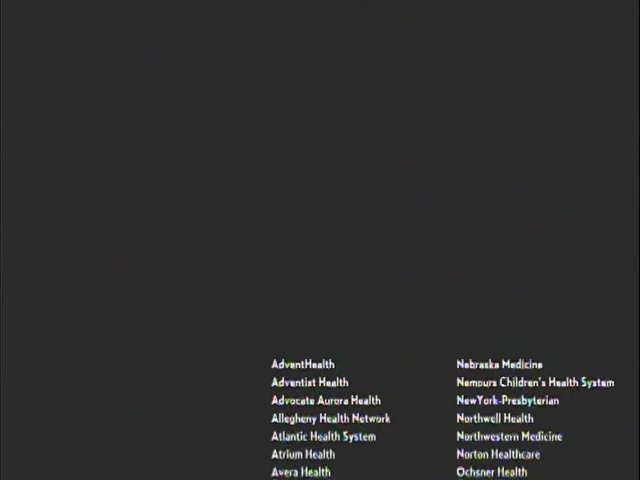 AdventHealth
Adventist Health
Advocate Aurora Health
Allegheny Health Network
Atlantic Health System
Atrium Health
Avera Health
Nebraska Medicine
Nemours Children's Health System
NewYork-Presbyterian
Northwell Health
Northwestern Medicine
Norton Healthcare
Ochsner Health